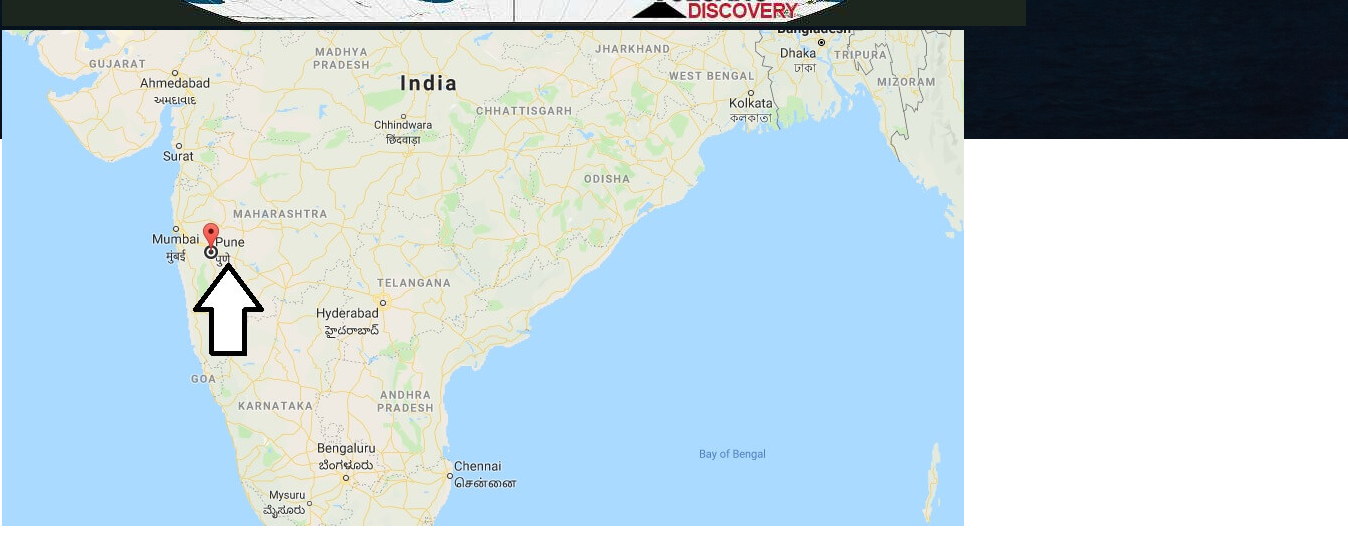 DISCOVERY
Bangladesh
GUJARAT
MADHYA
PRADESH
India
JHARKHAND
Dhaka
ঢাকা
TRIPURA
Ahmedabad
અમદાવાદ
WEST BENGAL
MIZORAM
Kolkata
কলকাতা
CHHATTISGARH
Chhindwara
छिंदवाड़ा
Surat
ODISHA
MAHARASHTRA
Mumbai
मुंबई
Pune
पुणे
TELANGANA
Hyderabad
హైదరాబాద్
GOA
KARNATAKA
ANDHRA
PRADESH
Bengaluru
ಬೆಂಗಳೂರು
Bay of Bengal
Chennai
சென்னை
Mysuru
ಮೈಸೂರು